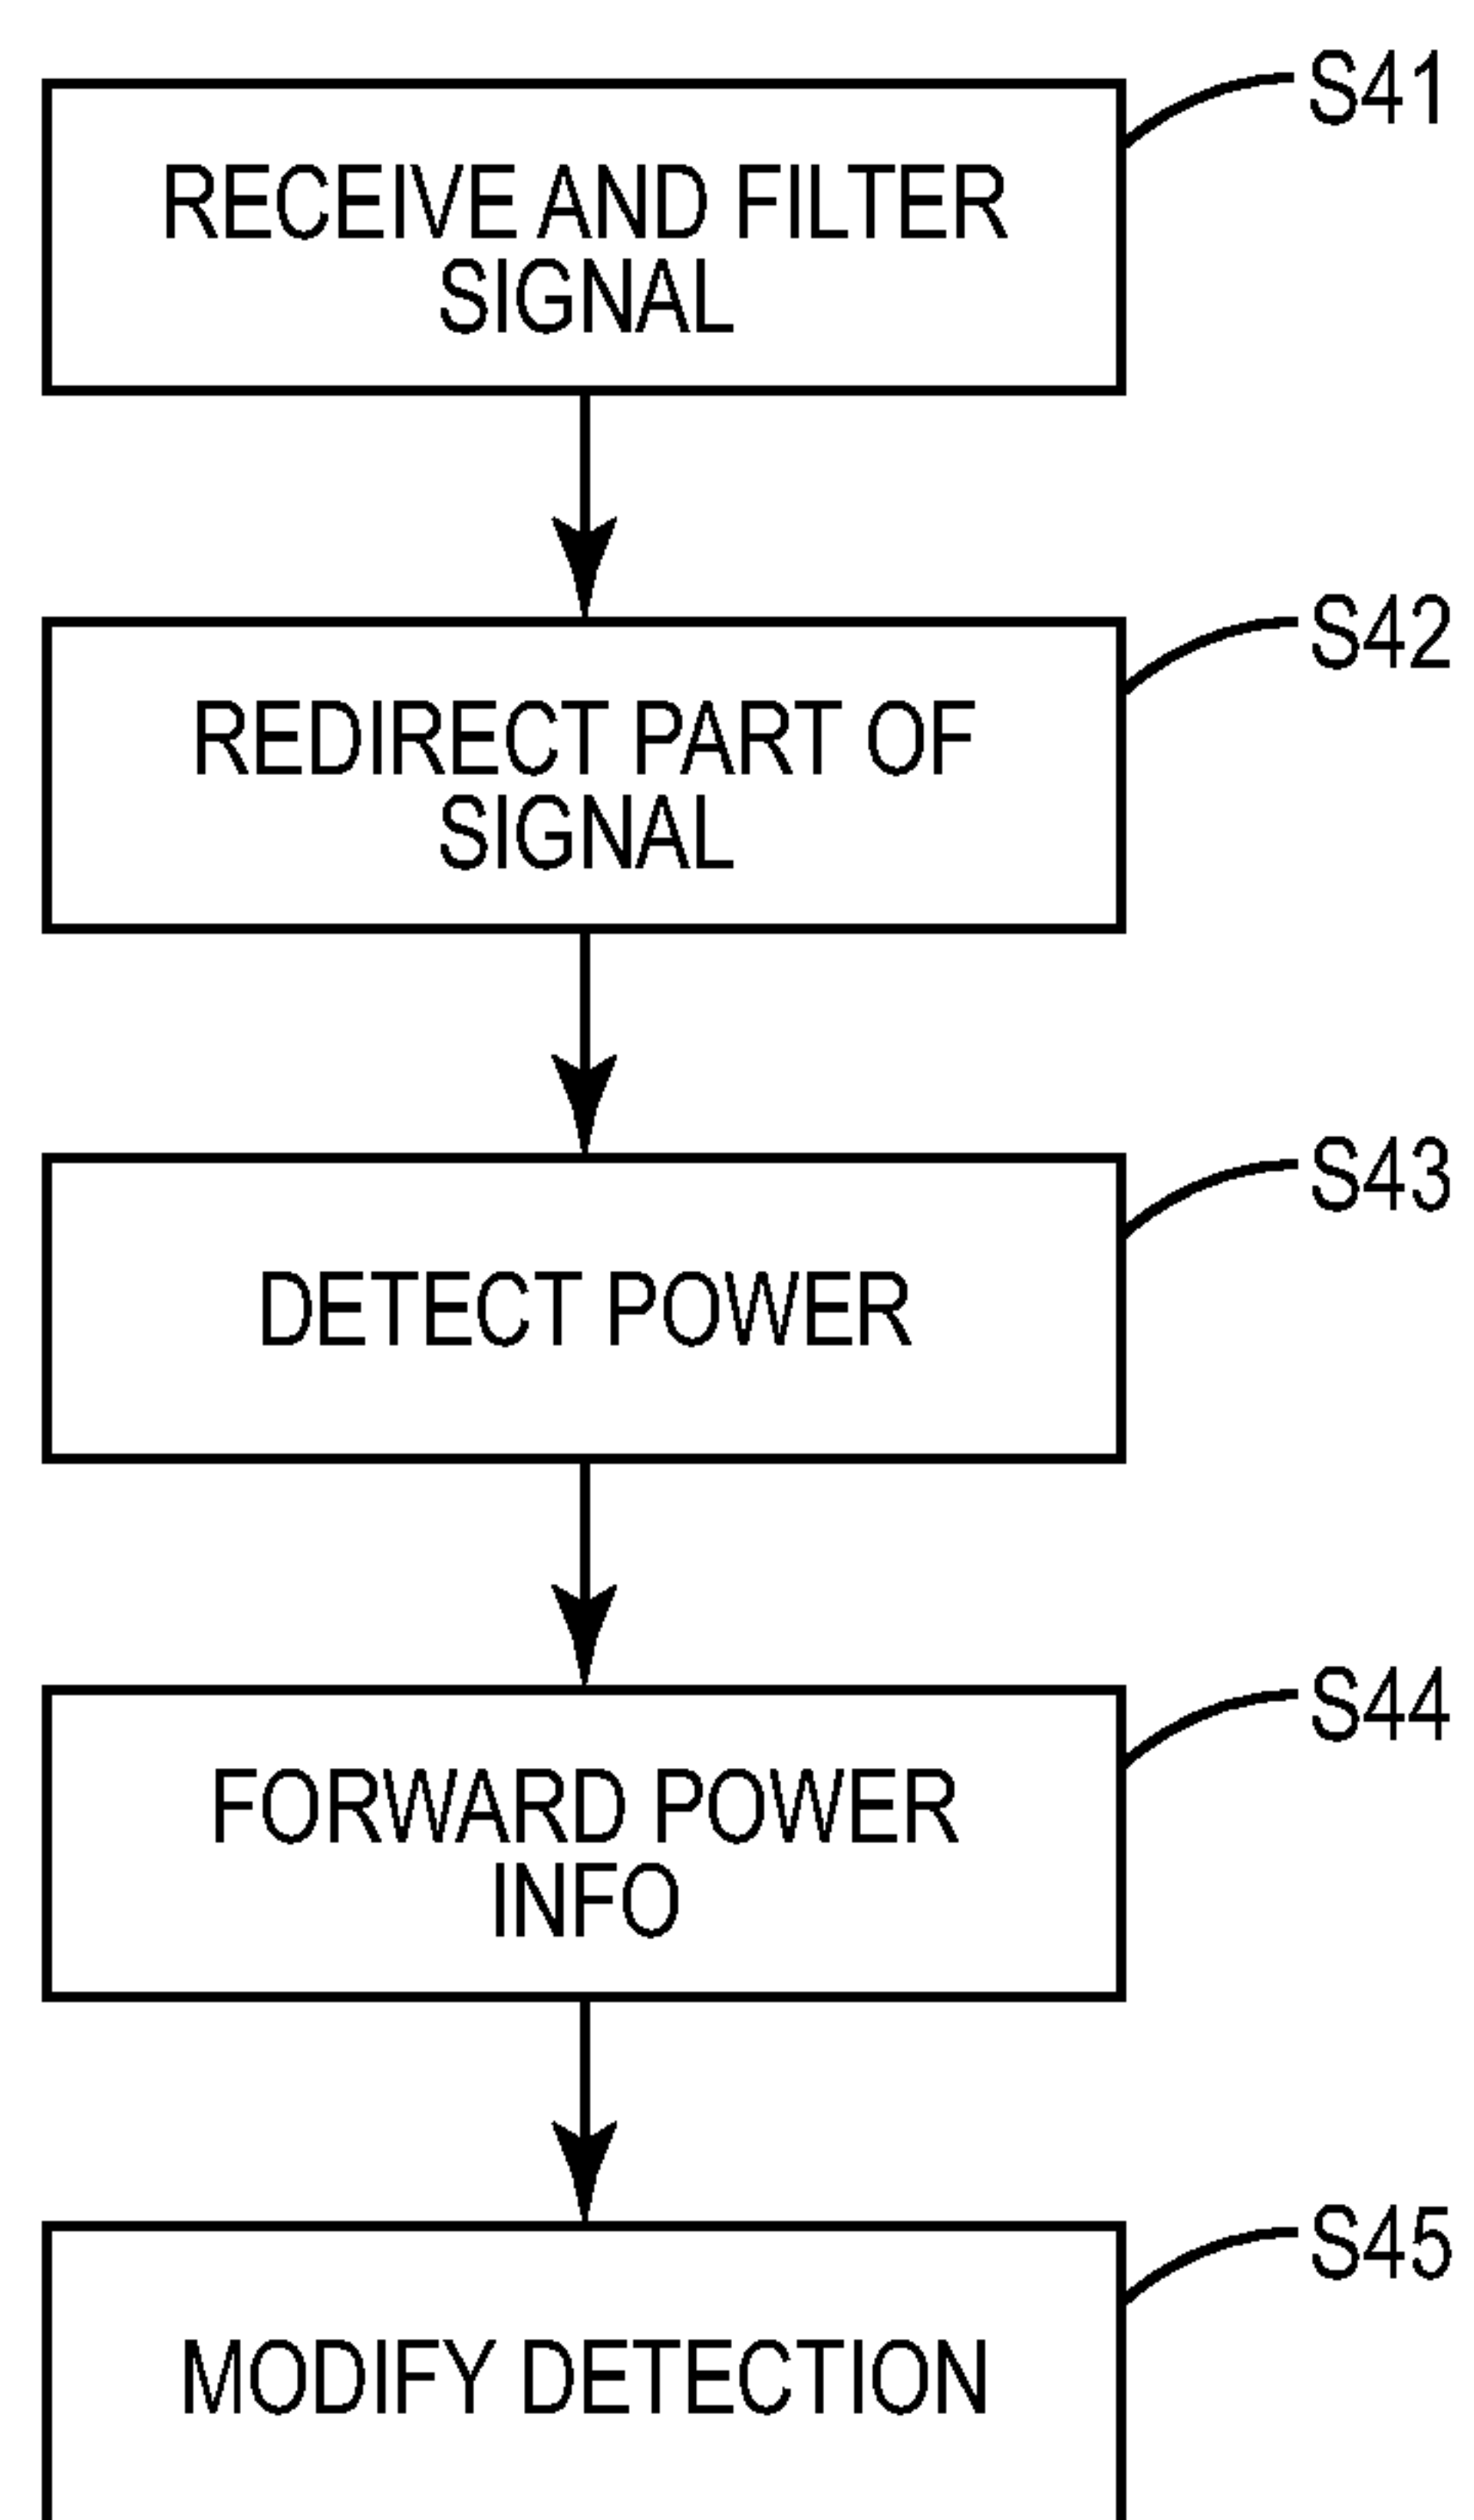 S41
RECEIVE AND FILTER
SIGNAL
S42
REDIRECT PART OF
SIGNAL
S43
DETECT POWER
S44
FORWARD POWER
INFO
S45
MODIFY DETECTION